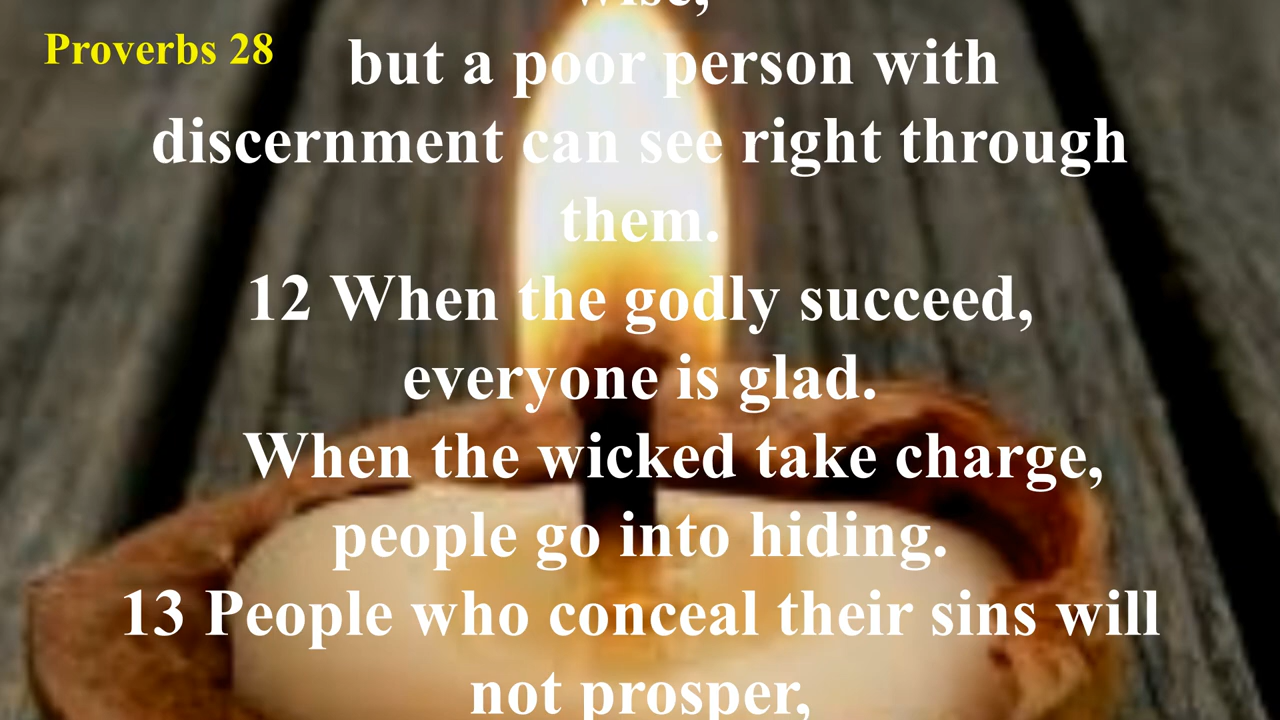 Proverbs 28
wise,
but a poor person with
discernment can see right through
them.
12 When the godly succeed,
everyone is glad.
When the wicked take charge,
people go into hiding.
13 People who conceal their sins will
not prosper,